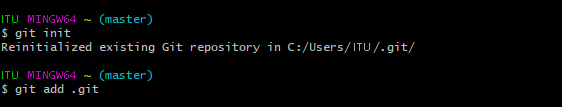 ITU MINGW64 ~ (master)
$ git init
Reinitialized existing Git repository in C:/Users/ITU/.git/
ITU MINGW64 ~ (master)
$ git add .git